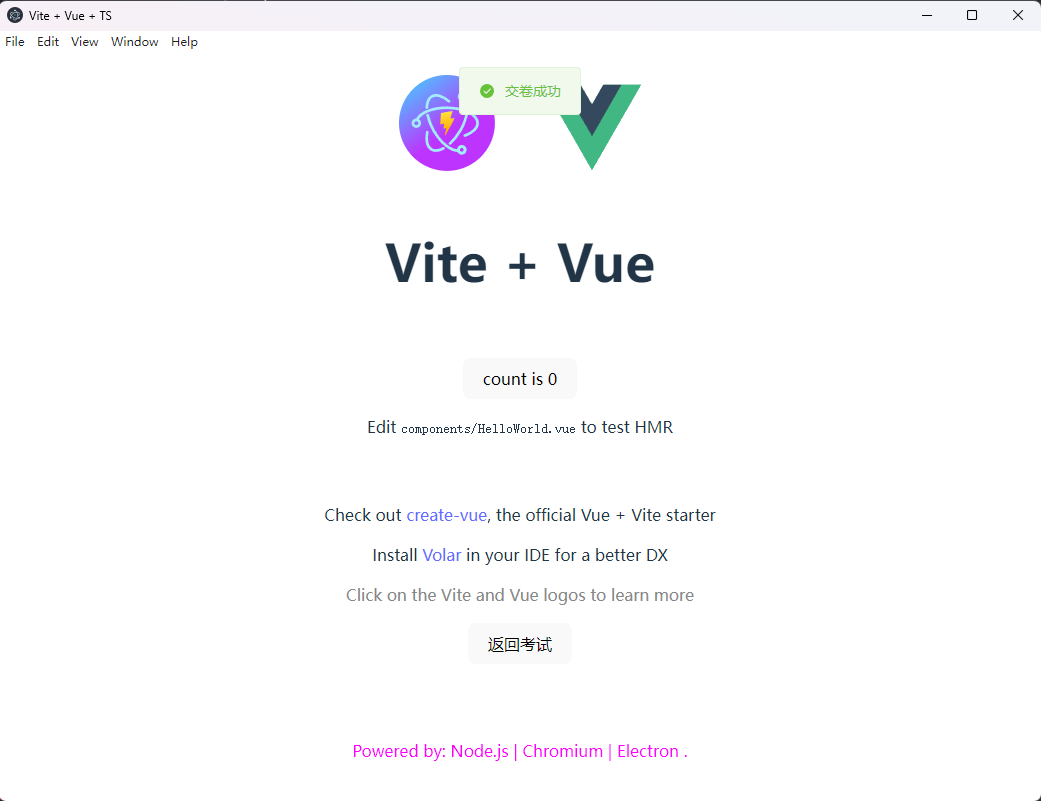 Vite + Vue + TS
File Edit View Window Help
交卷成功
Vite + Vue
count is 0
Edit components/HelloWorld.vue to test HMR
Check out create-vue, the official Vue + Vite starter
Install Volar in your IDE for a better DX
Click on the Vite and Vue logos to learn more
返回考试
Powered by: Node.js | Chromium | Electron .